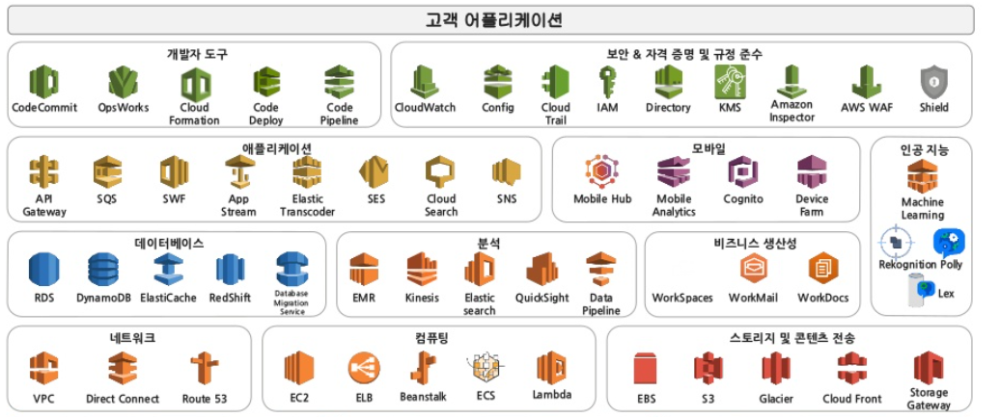 고객 어플리케이션
개발자 도구
CodeCommit
OpsWorks
Cloud
Formation
Code
Deploy
Code
Pipeline
보안 & 자격 증명 및 규정 준수
CloudWatch
Config
Cloud
Trail
IAM
Directory
KMS
Amazon
Inspector
AWS WAF
Shield
애플리케이션
API
Gateway
SQS
SWF
App
Stream
Elastic
Transcoder
SES
Cloud
Search
SNS
모바일
Mobile Hub
Mobile
Analytics
Cognito
Device
Farm
인공 지능
Machine
Learning
Rekognition Polly
Lex
데이터베이스
RDS
DynamoDB
ElastiCache
RedShift
Database
Migration
Service
분석
EMR
Kinesis
Elastic
search
QuickSight
Data
Pipeline
비즈니스 생산성
WorkSpaces
WorkMail
WorkDocs
네트워크
VPC
Direct Connect
Route 53
컴퓨팅
EC2
ELB
Beanstalk
ECS
Lambda
스토리지 및 콘텐츠 전송
EBS
S3
Glacier
Cloud Front
Storage
Gateway